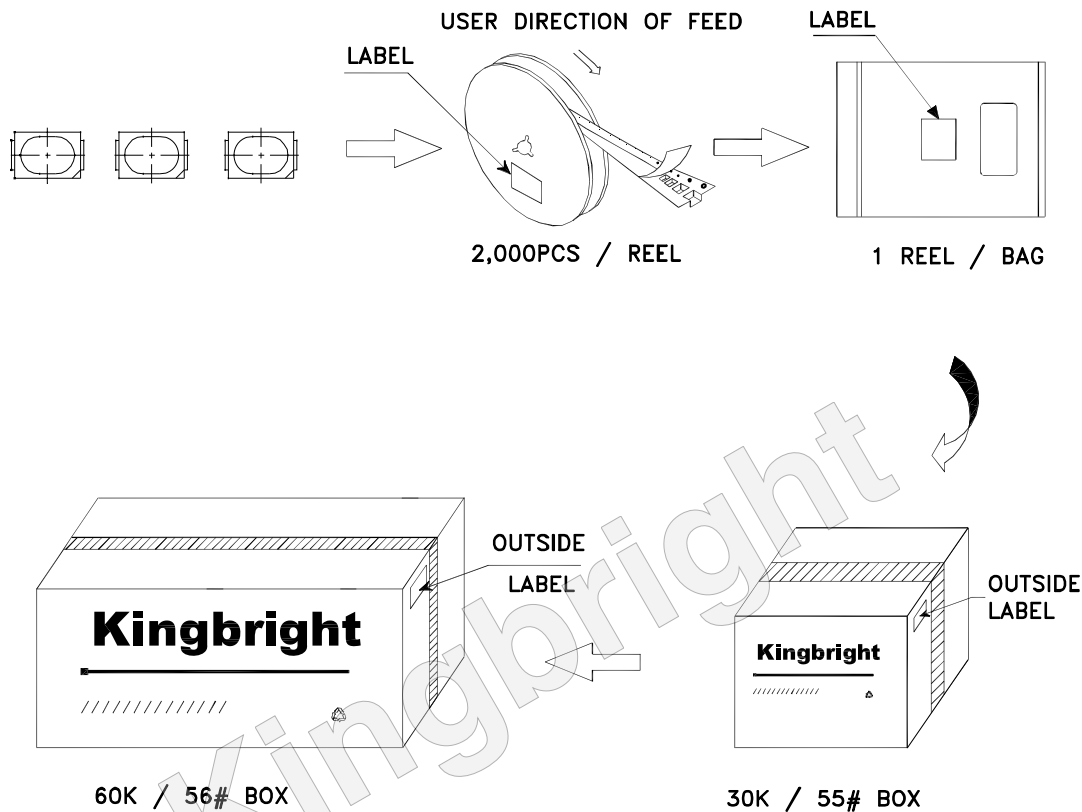 USER DIRECTION OF FEED
LABEL
LABEL
2,000PCS / REEL
1 REEL / BAG
OUTSIDE
LABEL
OUTSIDE
LABEL
Kingbright
Kingbright
60K / 56# BOX
30K / 55# BOX
Kingbright